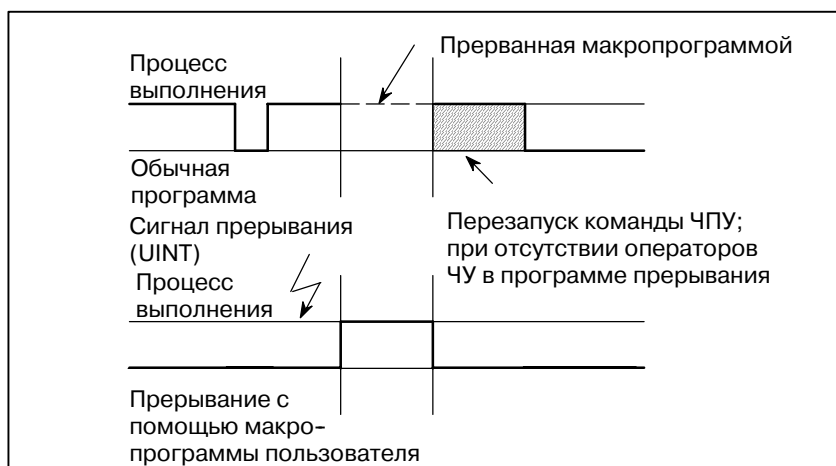 Прерванная макропрограммой
Процесс
выполнения
Обычная
программа
Сигнал прерывания
(UINT)
Перезапуск команды ЧПУ;
при отсутствии операторов
ЧУ в программе прерывания
Процесс
выполнения
Прерывание с
помощью макро-
программы пользователя